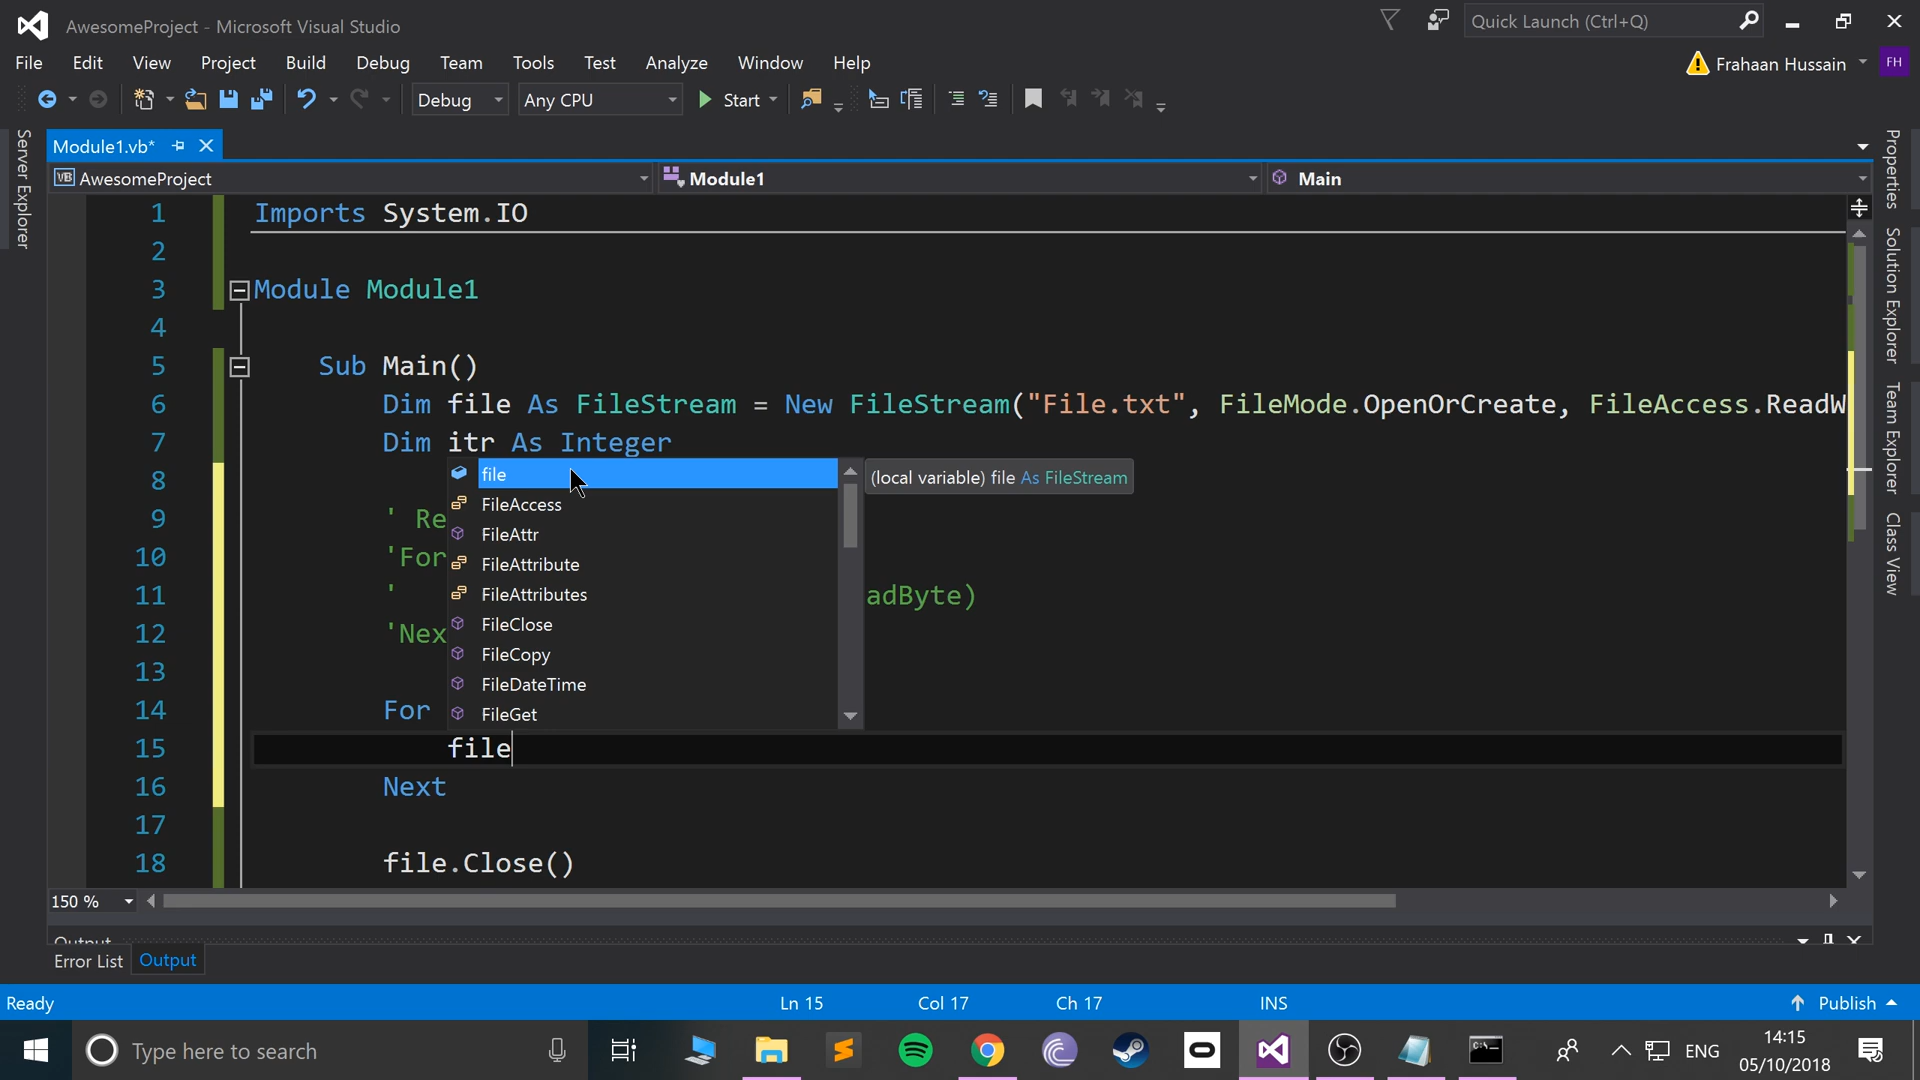 AwesomeProject - Microsoft Visual Studio
Quick Launch (Ctrl+Q)
File Edit View Project Build Debug Team Tools Test Analyze Window Help
Frahaan Hussain FH
Debug Any CPU Start
Server Explorer
Module1.vb*
VB AwesomeProject Module1 Main
1 Imports System.IO
2
3 Module Module1
4
5 Sub Main()
6 Dim file As FileStream = New FileStream("File.txt", FileMode.OpenOrCreate, FileAccess.ReadW
7 Dim itr As Integer
8
9 ' Re
10 'For
11 ' adByte)
12 'Nex
13
14 For
15 file
16 Next
17
18 file.Close()
file
FileAccess
FileAttr
FileAttribute
FileAttributes
FileClose
FileCopy
FileDateTime
FileGet
(local variable) file As FileStream
Properties
Solution Explorer
Team Explorer
Class View
150 %
Output
Error List Output
Ready Ln 15 Col 17 Ch 17 INS Publish
Type here to search
ENG
14:15
05/10/2018